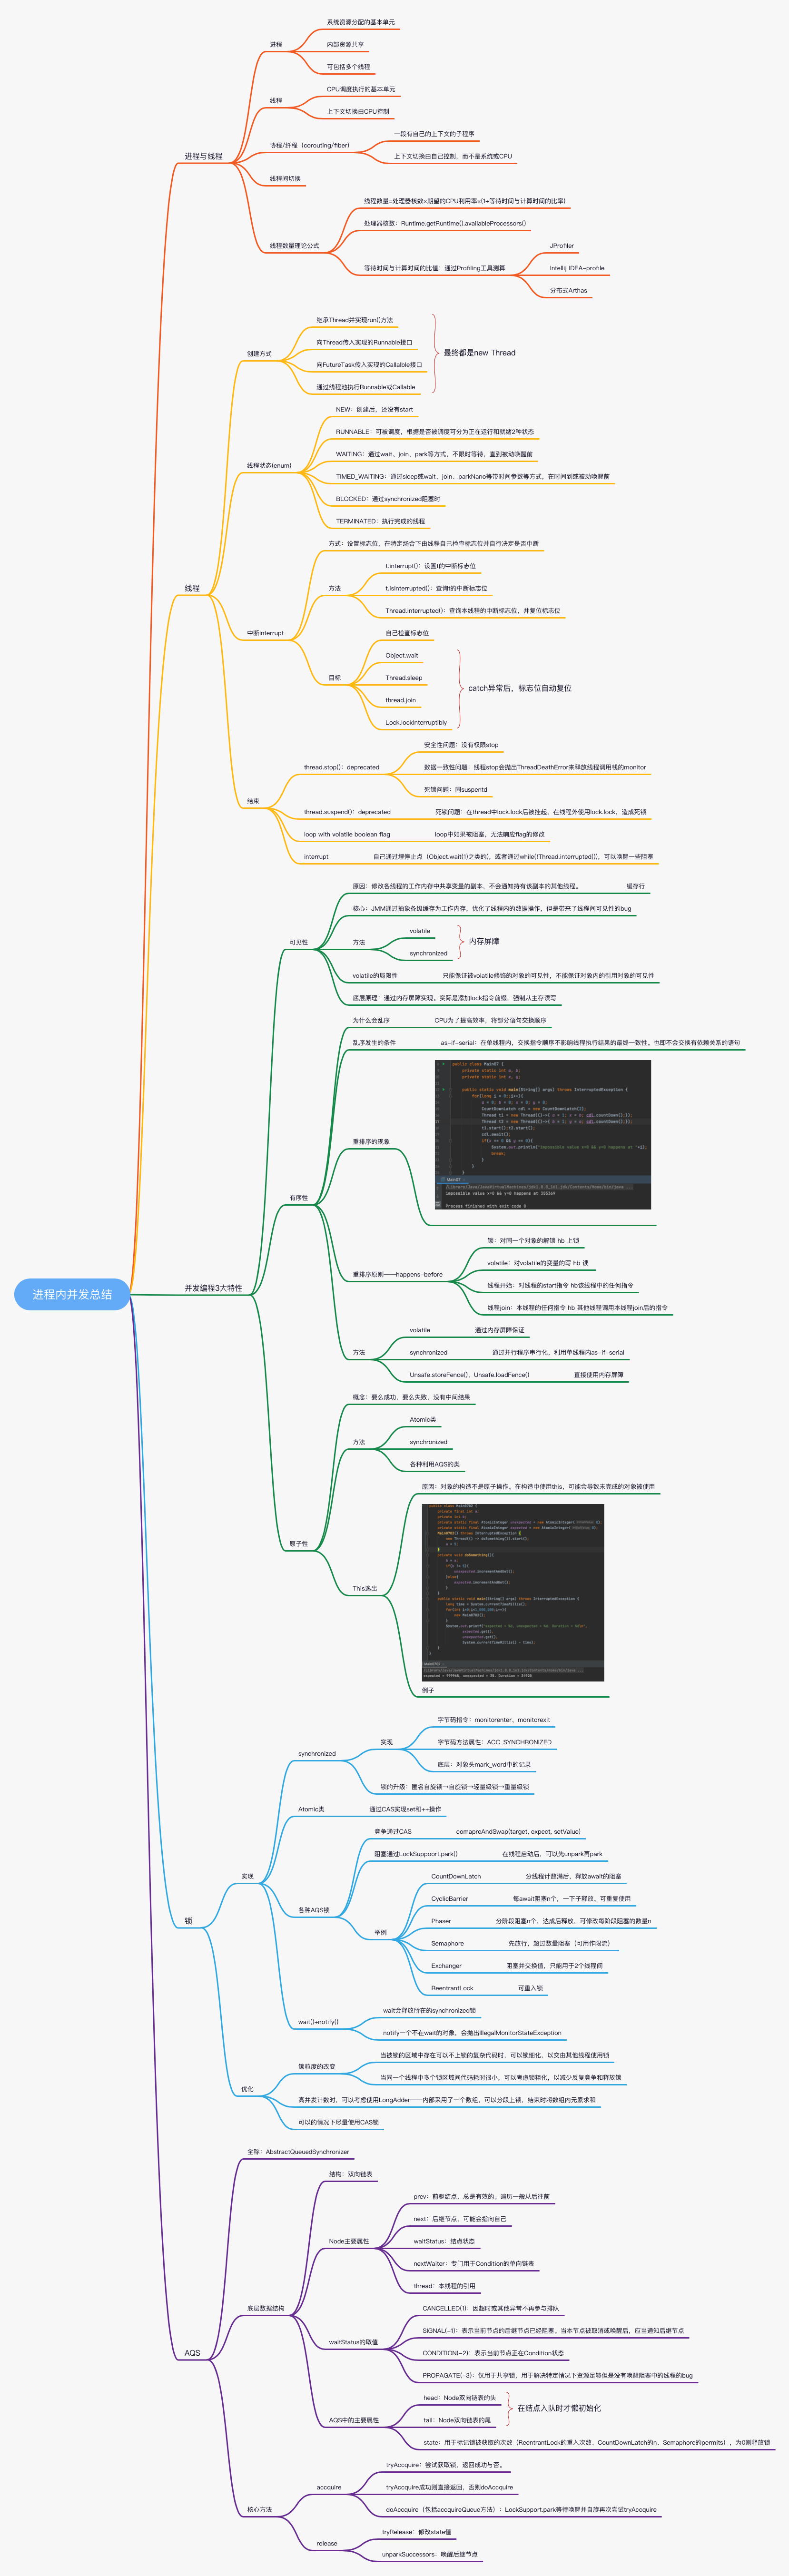 进程内并发总结
进程与线程
进程
系统资源分配的基本单元
内部资源共享
可包括多个线程
线程
CPU调度执行的基本单元
上下文切换由CPU控制
协程/纤程（corouting/fiber)
一段有自己的上下文的子程序
上下文切换由自己控制，而不是系统或CPU
线程间切换
线程数量理论公式
线程数量=处理器核数×期望的CPU利用率×(1+等待时间与计算时间的比率)
处理器核数：Runtime.getRuntime().availableProcessors()
等待时间与计算时间的比值：通过Profiling工具测算
JProfiler
Intellij IDEA-profile
分布式Arthas
线程
创建方式
继承Thread并实现run()方法
向Thread传入实现的Runnable接口
向FutureTask传入实现的Callalble接口
通过线程池执行Runnable或Callable
最终都是new Thread
线程状态(enum)
NEW：创建后，还没有start
RUNNABLE：可被调度，根据是否被调度可分为正在运行和就绪2种状态
WAITING：通过wait、join、park等方式，不限时等待，直到被动唤醒前
TIMED_WAITING：通过sleep或wait、join、parkNano等带时间参数等方式，在时间到或被动唤醒前
BLOCKED：通过synchronized阻塞时
TERMINATED：执行完成的线程
中断interrupt
方式：设置标志位，在特定场合下由线程自己检查标志位并自行决定是否中断
方法
t.interrupt()：设置t的中断标志位
t.isInterrupted()：查询t的中断标志位
Thread.interrupted()：查询本线程的中断标志位，并复位标志位
目标
自己检查标志位
Object.wait
Thread.sleep
thread.join
Lock.lockInterruptibly
catch异常后，标志位自动复位
结束
thread.stop()：deprecated
安全性问题：没有权限stop
数据一致性问题：线程stop会抛出ThreadDeathError来释放线程调用栈的monitor
死锁问题：同suspentd
thread.suspend()：deprecated
死锁问题：在thread中lock.lock后被挂起，在线程外使用lock.lock，造成死锁
loop with volatile boolean flag
loop中如果被阻塞，无法响应flag的修改
interrupt
自己通过埋停止点（Object.wait(1)之类的)，或者通过while(!Thread.interrupted())，可以唤醒一些阻塞
并发编程3大特性
可见性
原因：修改各线程的工作内存中共享变量的副本，不会通知持有该副本的其他线程。
缓存行
核心：JMM通过抽象各级缓存为工作内存，优化了线程内的数据操作，但是带来了线程间可见性的bug
方法
volatile
synchronized
内存屏障
volatile的局限性
只能保证被volatile修饰的对象的可见性，不能保证对象内的引用对象的可见性
底层原理：通过内存屏障实现。实际是添加lock指令前缀，强制从主存读写
有序性
为什么会乱序
CPU为了提高效率，将部分语句交换顺序
乱序发生的条件
as-if-serial：在单线程内，交换指令顺序不影响线程执行结果的最终一致性。也即不会交换有依赖关系的语句
重排序的现象
public class Main07 {
private static int a, b;
private static int x, y;
public static void main(String[] args) throws InterruptedException {
for(long i = 0;;i++){
a = 0; b = 0; x = 0; y = 0;
CountDownLatch cdl = new CountDownLatch(2);
Thread t1 = new Thread(()->{ a = 1; x = b; cdl.countDown();});
Thread t2 = new Thread(()->{ b = 1; y = a; cdl.countDown();});
t1.start();t2.start();
cdl.await();
if(x == 0 && y == 0){
break;
}
Main07
Process finished with exit code 0
重排序原则——happens-before
锁：对同一个对象的解锁 hb 上锁
volatile：对volatile的变量的写 hb 读
线程开始：对线程的start指令 hb该线程中的任何指令
线程join：本线程的任何指令 hb 其他线程调用本线程join后的指令
方法
volatile
通过内存屏障保证
synchronized
通过并行程序串行化，利用单线程内as-if-serial
Unsafe.storeFence()、Unsafe.loadFence()
直接使用内存屏障
原子性
概念：要么成功，要么失败，没有中间结果
方法
Atomic类
synchronized
各种利用AQS的类
This逸出
原因：对象的构造不是原子操作。在构造中使用this，可能会导致未完成的对象被使用
例子
锁
实现
synchronized
实现
字节码指令：monitorenter、monitorexit
字节码方法属性：ACC_SYNCHRONIZED
底层：对象头mark_word中的记录
锁的升级：匿名自旋锁→自旋锁→轻量级锁→重量级锁
Atomic类
通过CAS实现set和++操作
各种AQS锁
竞争通过CAS
comapreAndSwap(target, expect, setValue)
阻塞通过LockSuppoort.park()
在线程启动后，可以先unpark再park
举例
CountDownLatch
分线程计数满后，释放await的阻塞
CyclicBarrier
每await阻塞n个，一下子释放。可重复使用
Phaser
分阶段阻塞n个，达成后释放，可修改每阶段阻塞的数量n
Semaphore
先放行，超过数量阻塞（可用作限流）
Exchanger
阻塞并交换值，只能用于2个线程间
ReentrantLock
可重入锁
wait()+notify()
wait会释放所在的synchronized锁
notify一个不在wait的对象，会抛出IllegalMonitorStateException
优化
锁粒度的改变
当被锁的区域中存在可以不上锁的复杂代码时，可以锁细化，以交由其他线程使用锁
当同一个线程中多个锁区域间代码耗时很小，可以考虑锁粗化，以减少反复竞争和释放锁
高并发计数时，可以考虑使用LongAdder——内部采用了一个数组，可以分段上锁，结束时将数组内元素求和
可以的情况下尽量使用CAS锁
AQS
全称：AbstractQueuedSynchronizer
底层数据结构
结构：双向链表
Node主要属性
prev：前驱结点，总是有效的。遍历一般从后往前
next：后继节点，可能会指向自己
waitStatus：结点状态
nextWaiter：专门用于Condition的单向链表
thread：本线程的引用
waitStatus的取值
CANCELLED(1)：因超时或其他异常不再参与排队
SIGNAL(-1)：表示当前节点的后继节点已经阻塞。当本节点被取消或唤醒后，应当通知后继节点
CONDITION(-2)：表示当前节点正在Condition状态
PROPAGATE(-3)：仅用于共享锁，用于解决特定情况下资源足够但是没有唤醒阻塞中的线程的bug
AQS中的主要属性
head：Node双向链表的头
tail：Node双向链表的尾
在结点入队时才懒初始化
state：用于标记锁被获取的次数（ReentrantLock的重入次数、CountDownLatch的n、Semaphore的permits），为0则释放锁
核心方法
accquire
tryAccquire：尝试获取锁，返回成功与否。
tryAccquire成功则直接返回，否则doAccquire
doAccquire（包括accquireQueue方法）：LockSupport.park等待唤醒并自旋再次尝试tryAccquire
release
tryRelease：修改state值
unparkSuccessors：唤醒后继节点